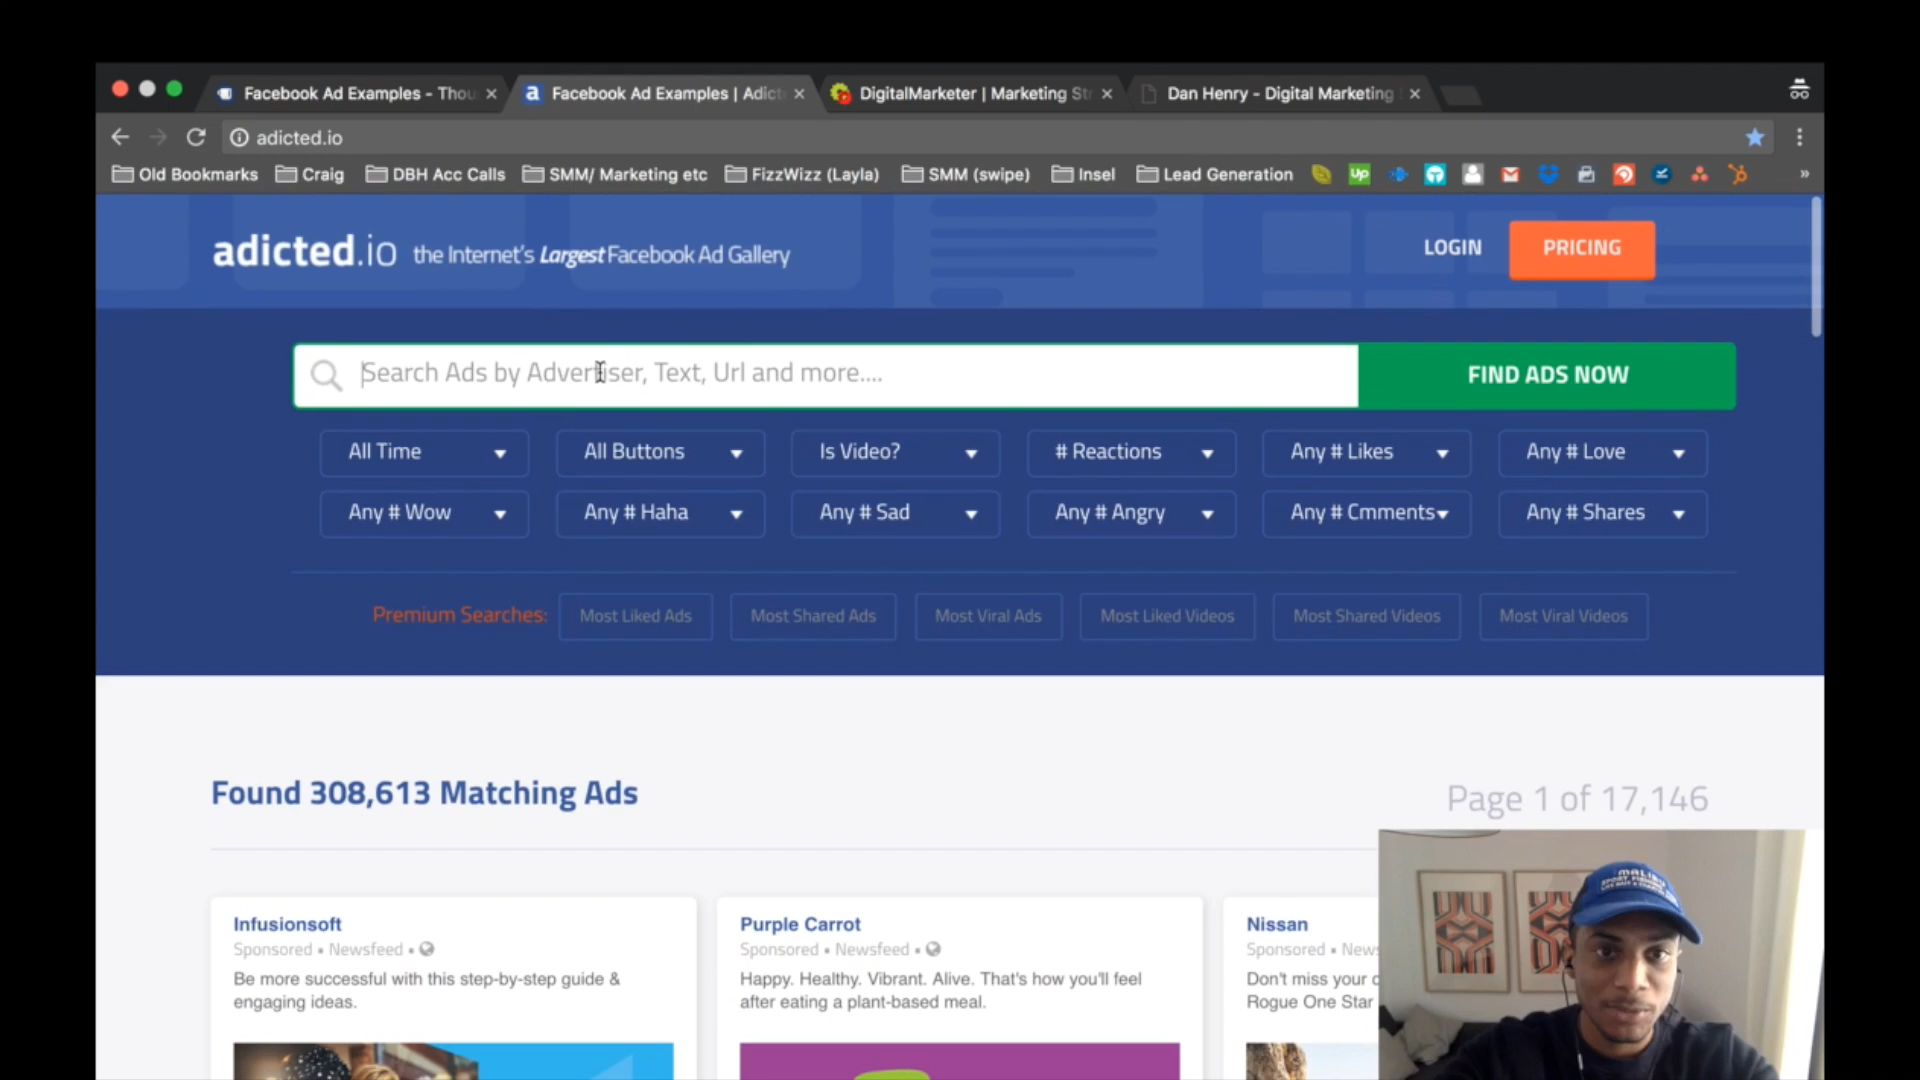 Facebook Ad Examples - Thou
Facebook Ad Examples | Adict
DigitalMarketer | Marketing Str
Dan Henry - Digital Marketing
adicted.io
Old Bookmarks
Craig
DBH Acc Calls
SMM/ Marketing etc
FizzWizz (Layla)
SMM (swipe)
Insel
Lead Generation
Up
»
adicted.io the Internet's Largest Facebook Ad Gallery
LOGIN
PRICING
Search Ads by Advertiser, Text, Url and more....
FIND ADS NOW
All Time
All Buttons
Is Video?
# Reactions
Any # Likes
Any # Love
Any # Wow
Any # Haha
Any # Sad
Any # Angry
Any # Cmments
Any # Shares
Premium Searches:
Most Liked Ads
Most Shared Ads
Most Viral Ads
Most Liked Videos
Most Shared Videos
Most Viral Videos
Found 308,613 Matching Ads
Page 1 of 17,146
Infusionsoft
Sponsored • Newsfeed •
Be more successful with this step-by-step guide &
engaging ideas.
Purple Carrot
Sponsored • Newsfeed •
Happy. Healthy. Vibrant. Alive. That's how you'll feel
after eating a plant-based meal.
Nissan
Sponsored • News
Don't miss your c
Rogue One Star
MALIBU